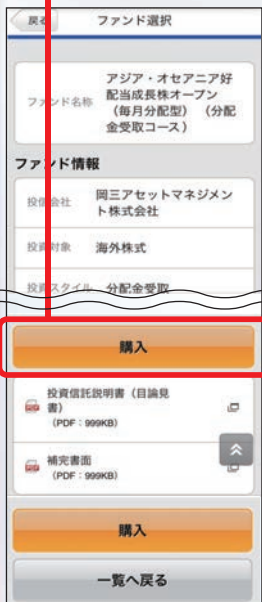 戻る
ファンド選択
ファンド名称
アジア・オセアニア好
配当成長株オープン
(毎月分配型) (分配
金受取コース)
ファンド情報
投信会社
岡三アセットマネジメン
ト株式会社
投資対象
海外株式
投資スタイル
分配金受取
購入
投資信託説明書(目論見
書)
(PDF:999KB)
補完書面
(PDF:999KB)
購入
一覧へ戻る